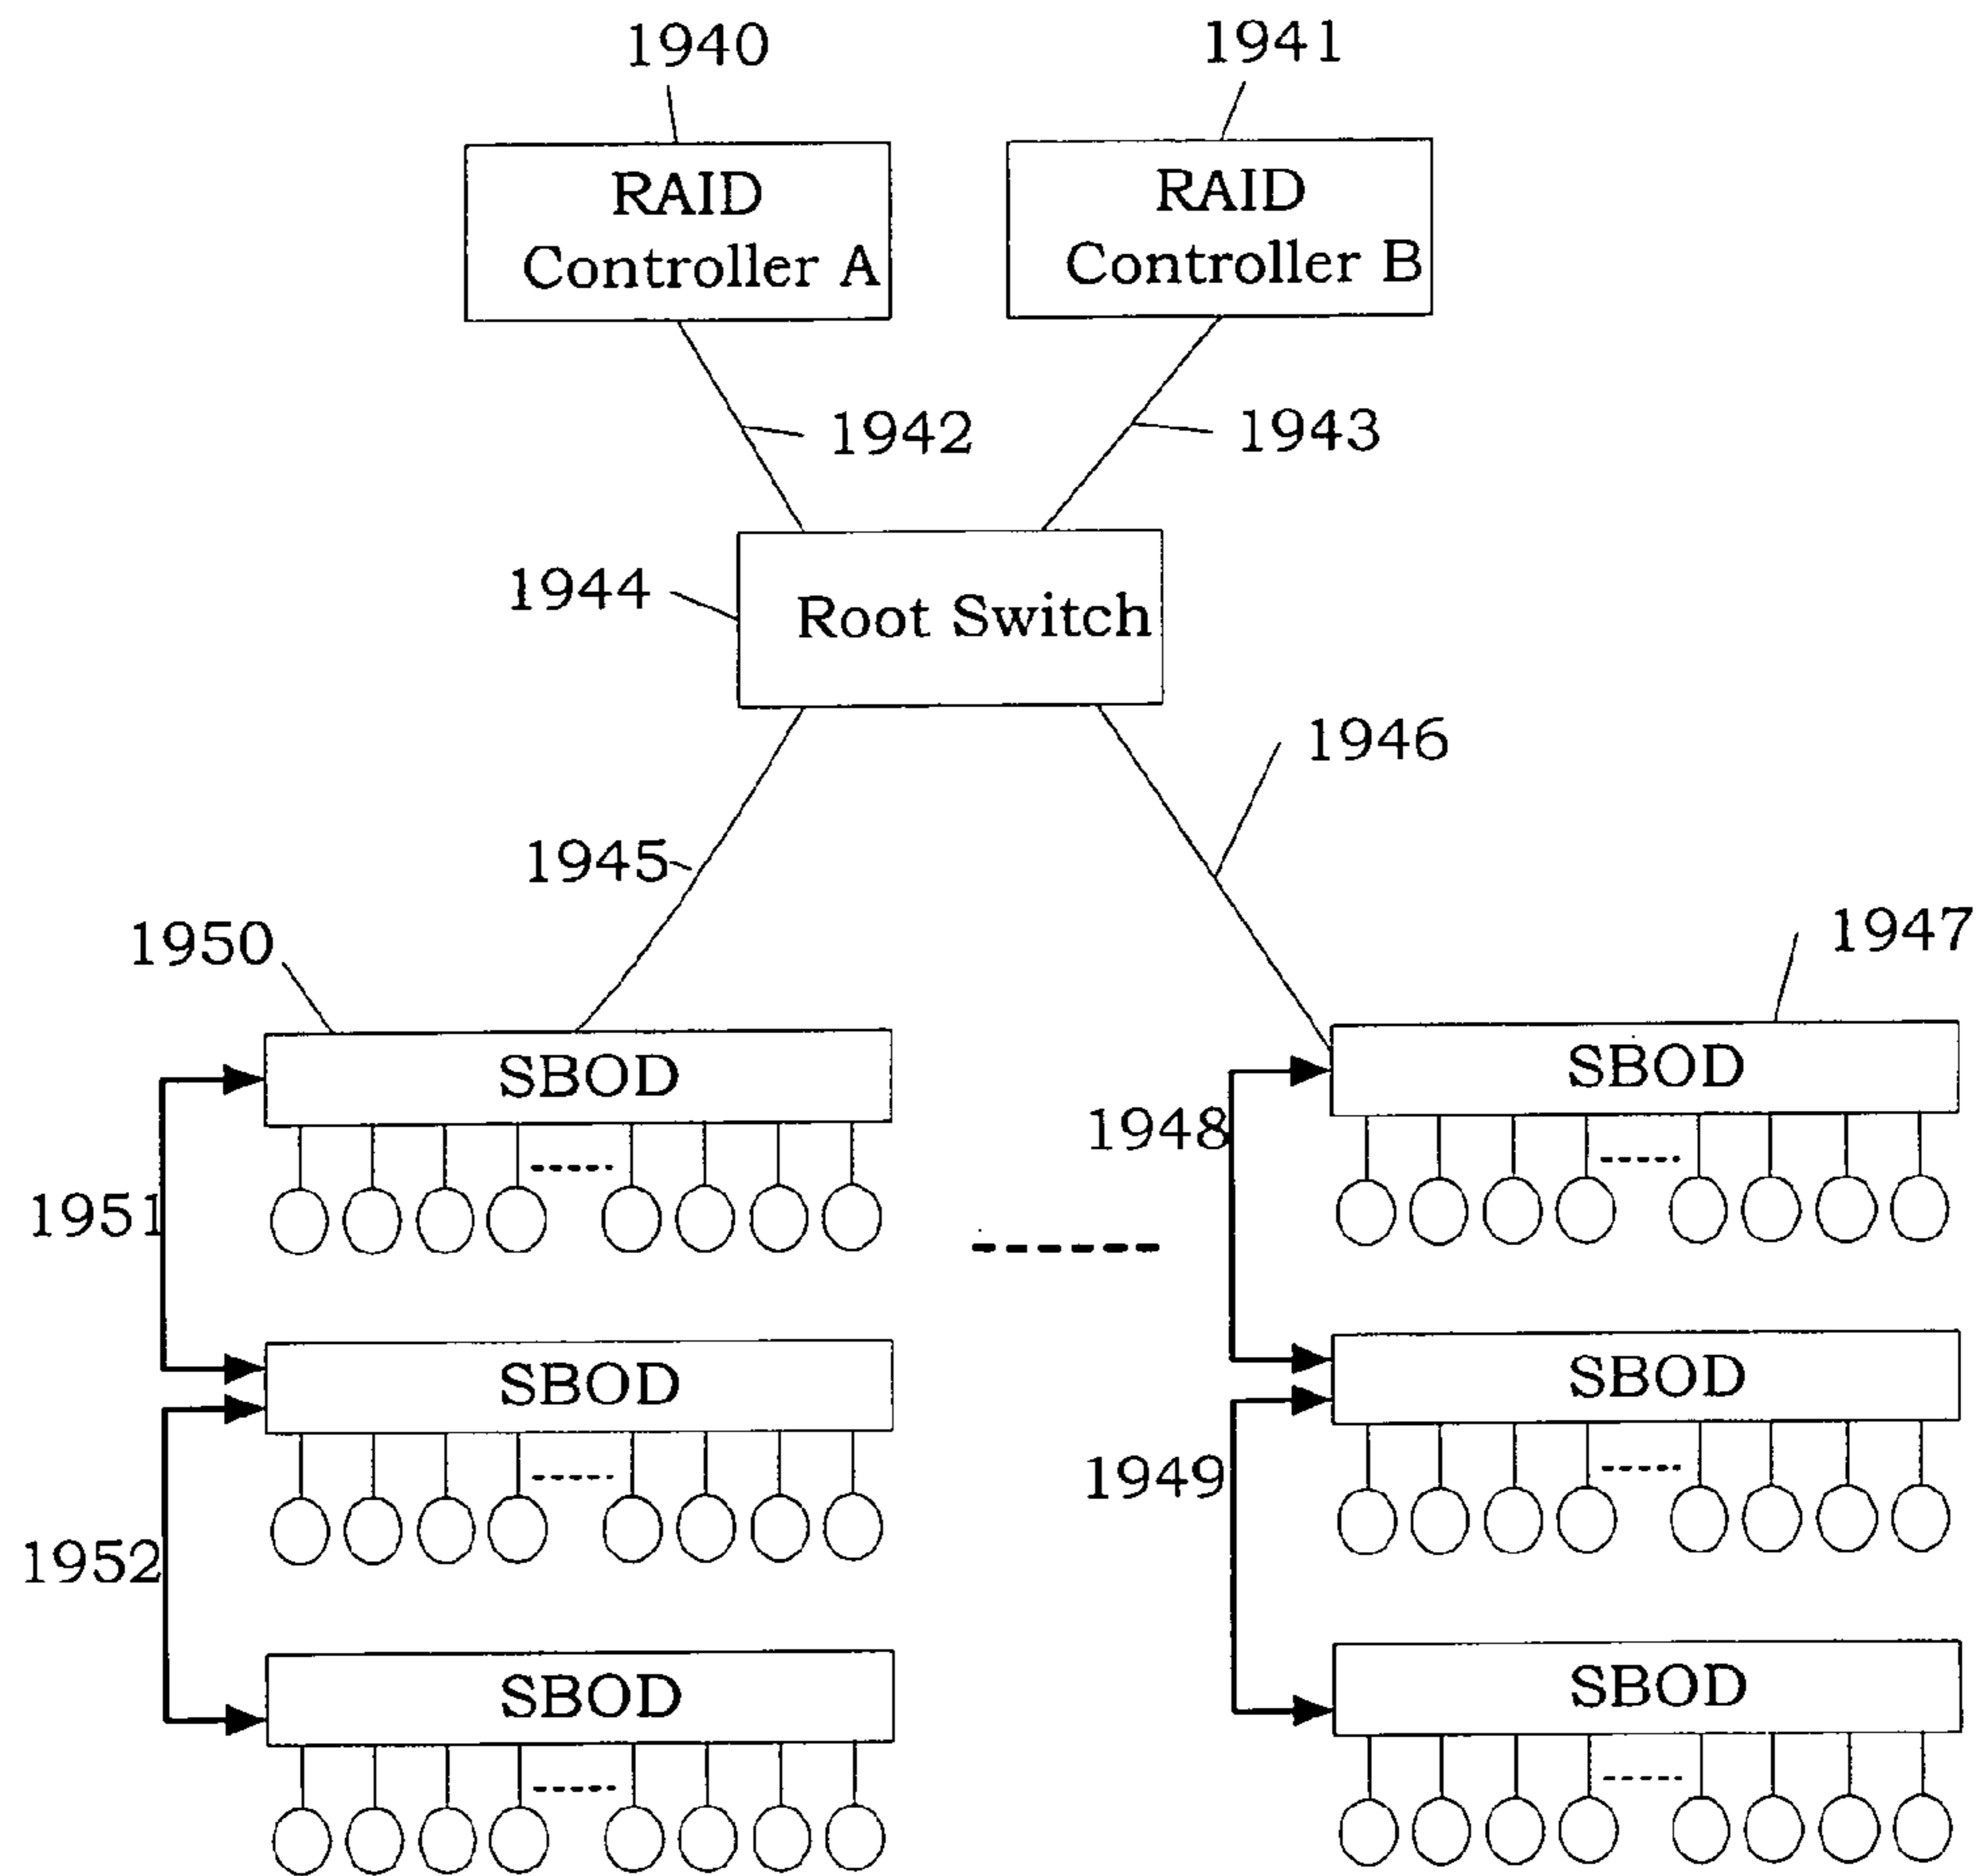 1940
1941
RAID
Controller A
RAID
Controller B
1942
1943
1944
Root Switch
1946
1945
1950
1947
SBOD
SBOD
1948
1951
SBOD
SBOD
1949
1952
SBOD
SBOD